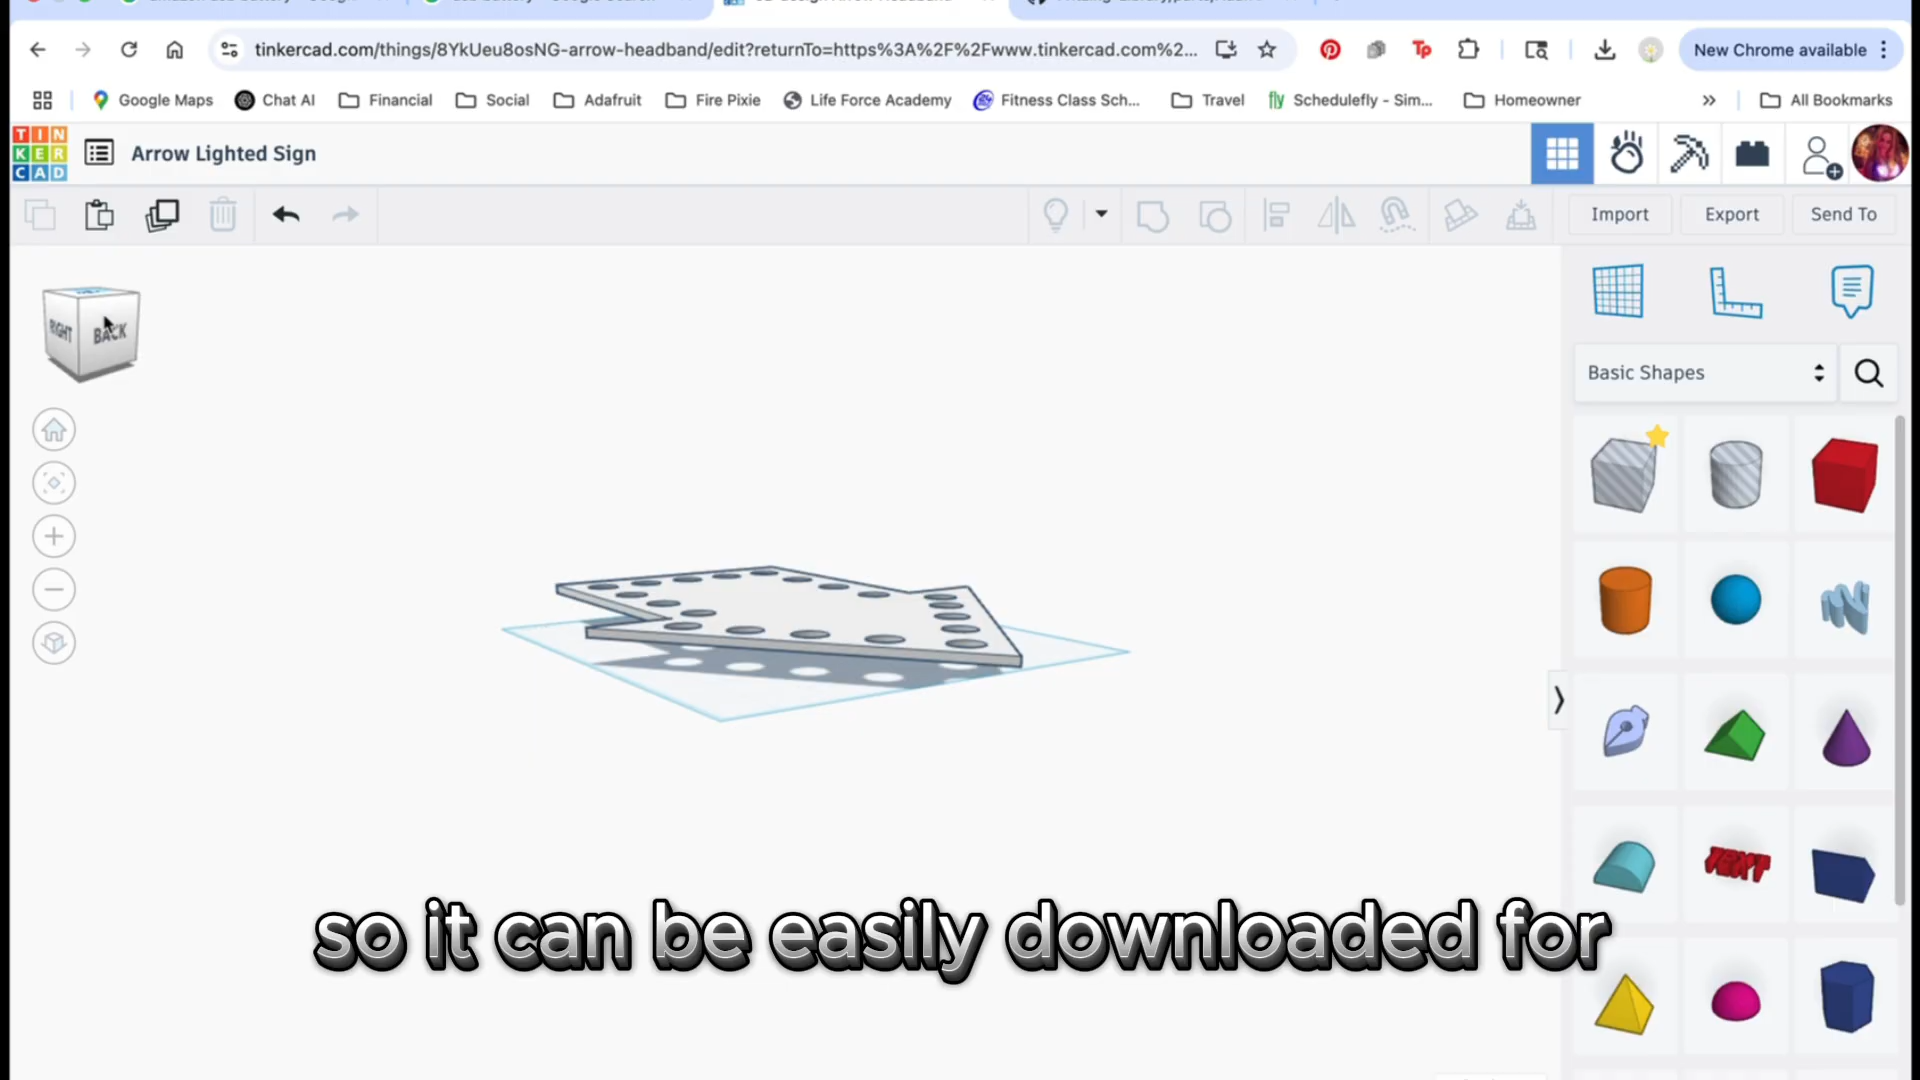 tinkercad.com/things/8YkUeu8osNG-arrow-headband/edit?returnTo=https%3A%2F%2Fwww.tinkercad.com%2...
New Chrome available
Google Maps
Chat AI
Financial
Social
Adafruit
Fire Pixie
Life Force Academy
Fitness Class Sch...
Travel
Schedulefly - Sim...
Homeowner
All Bookmarks
TIN
KER
CAD
Arrow Lighted Sign
Import
Export
Send To
RIGHT
BACK
Basic Shapes
TEXT
so it can be easily downloaded for